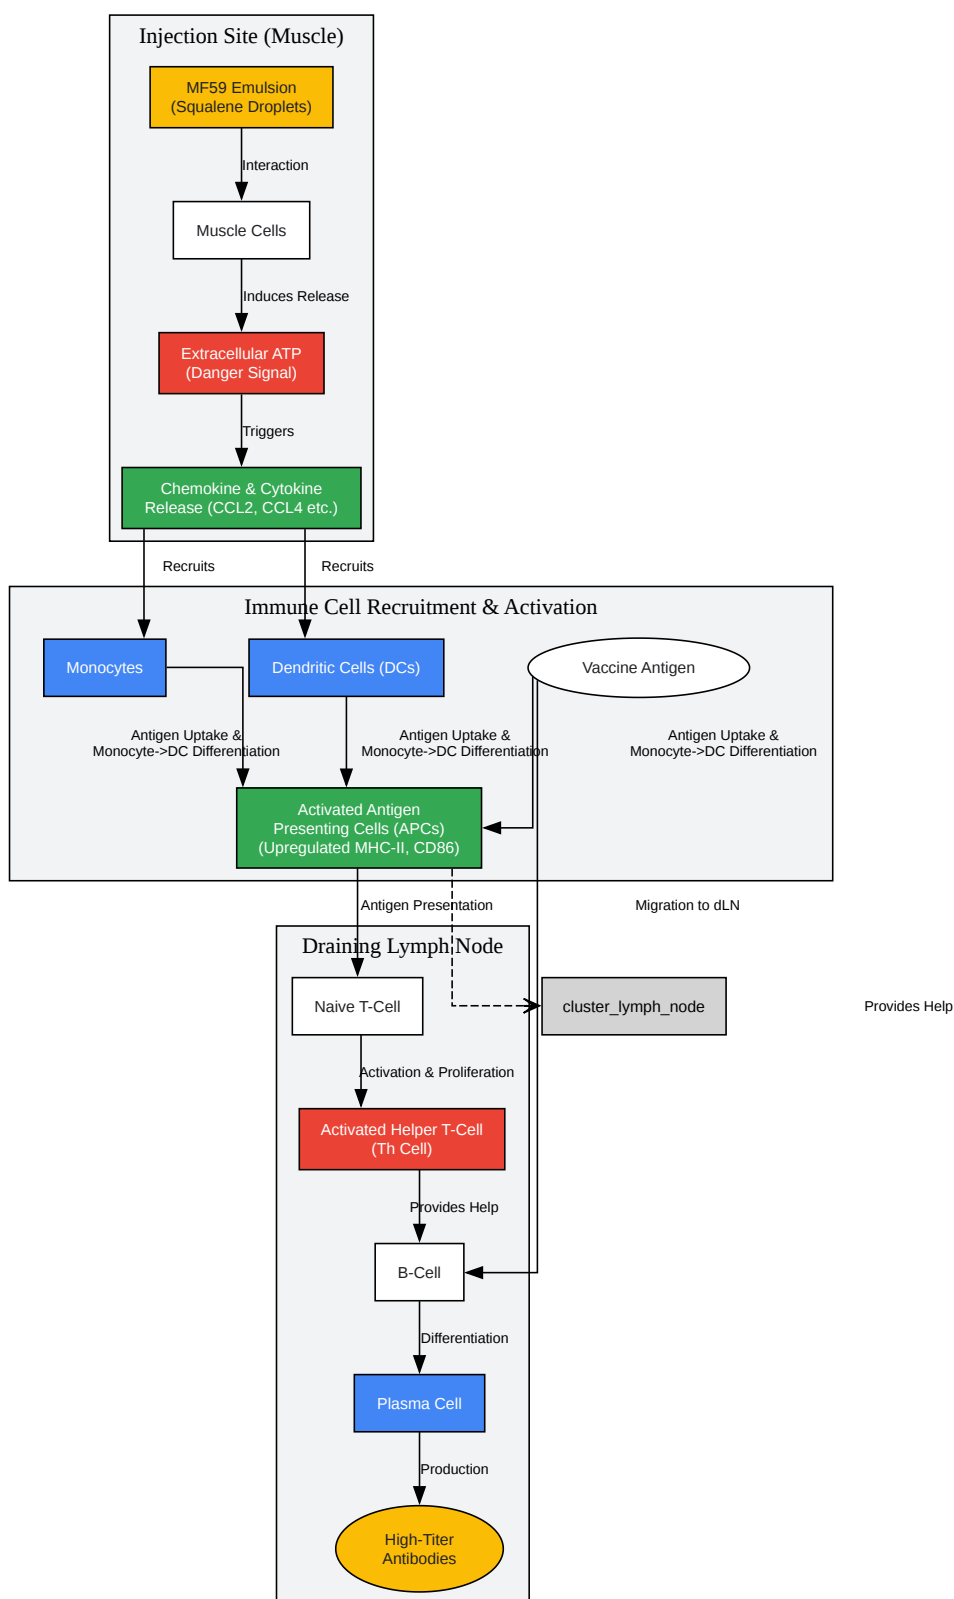 Injection Site (Muscle)
MF59 Emulsion
(Squalene Droplets)
Interaction
Muscle Cells
Induces Release
Extracellular ATP
(Danger Signal)
Triggers
Chemokine & Cytokine
Release (CCL2, CCL4 etc.)
Recruits
Recruits
Immune Cell Recruitment & Activation
Monocytes
Dendritic Cells (DCs)
Vaccine Antigen
Antigen Uptake &
Monocyte->DC Differentiation
Antigen Uptake &
Monocyte->DC Differentiation
Antigen Uptake &
Monocyte->DC Differentiation
Activated Antigen
Presenting Cells (APCs)
(Upregulated MHC-II, CD86)
Antigen Presentation
Migration to dLN
Draining Lymph Node
Naive T-Cell
cluster_lymph_node
Provides Help
Activation & Proliferation
Activated Helper T-Cell
(Th Cell)
Provides Help
B-Cell
Differentiation
Plasma Cell
Production
High-Titer
Antibodies